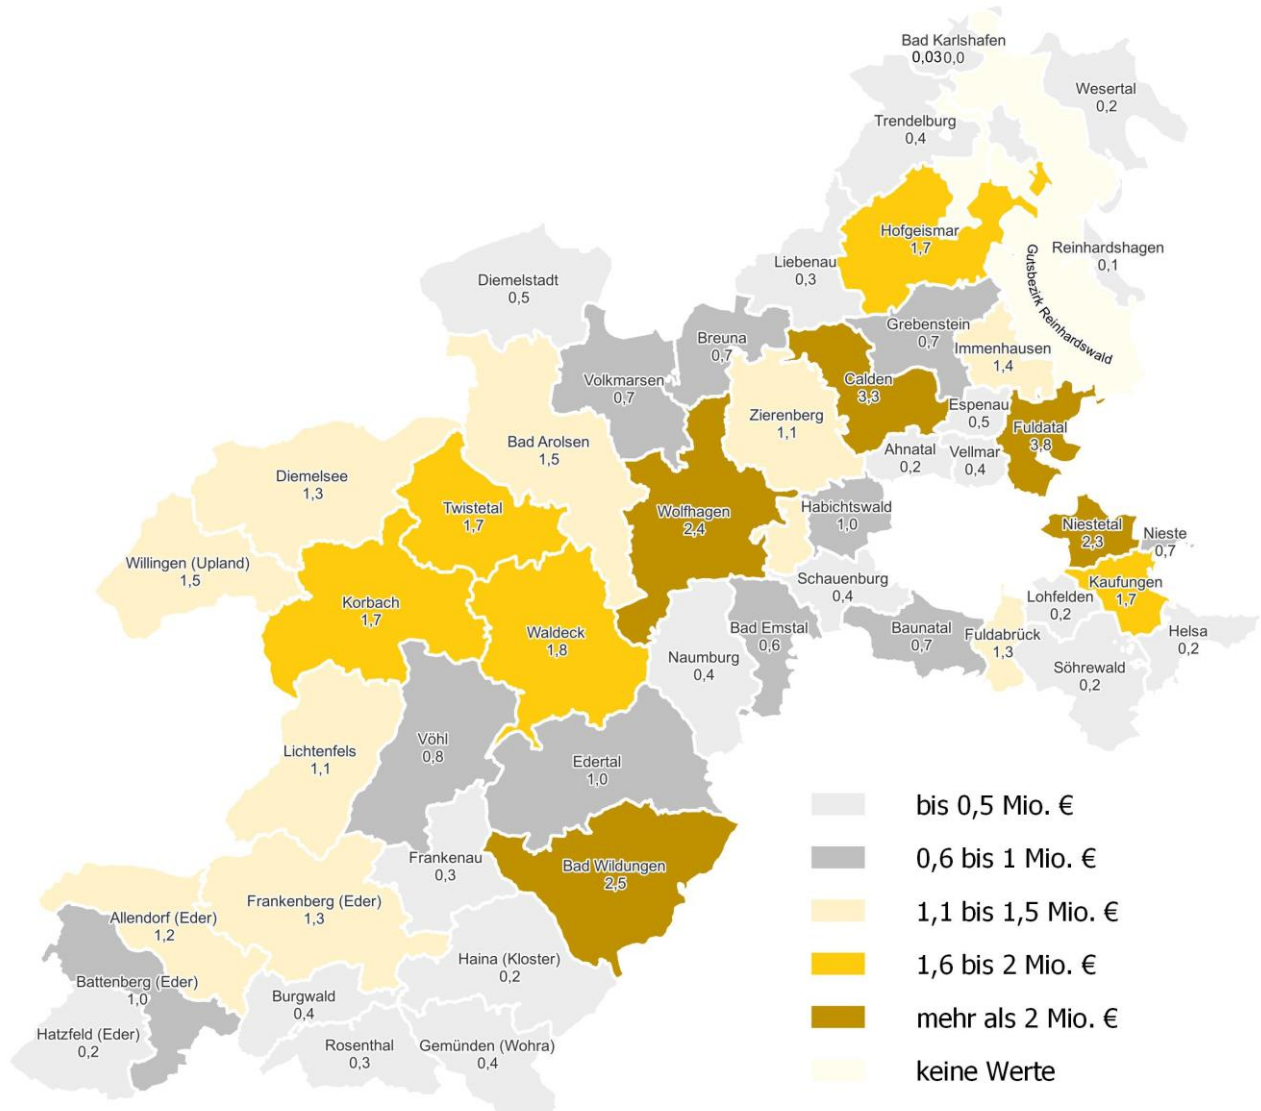 Bad Karlshafen
0,030,0
Wesertal
0,2
Trendelburg
0,4
Hofgeismar
1,7
Reinhardshagen
0,1
Gutsbezirk Reinhardswald
Liebenau
0,3
Diemelstadt
0,5
Grebenstein
0,7
Breuna
0,7
Immenhausen
1,4
Volkmarsen
0,7
Calden
3,3
Espenau
0,5
Zierenberg
1,1
Fuldatal
3,8
Bad Arolsen
1,5
Ahnatal
0,2
Vellmar
0,4
Diemelsee
1,3
Twistetal
1,7
Wolfhagen
2,4
Habichtswald
1,0
Niestetal
2,3
Nieste
0,7
Willingen (Upland)
1,5
Schauenburg
0,4
Kaufungen
1,7
Korbach
1,7
Lohfelden
0,2
Waldeck
1,8
Bad Emstal
0,6
Baunatal
0,7
Fuldabrück
1,3
Helsa
0,2
Naumburg
0,4
Söhrewald
0,2
Lichtenfels
1,1
Vöhl
0,8
Edertal
1,0
Frankenau
0,3
Bad Wildungen
2,5
Frankenberg (Eder)
1,3
Allendorf (Eder)
1,2
Haina (Kloster)
0,2
Battenberg (Eder)
1,0
Burgwald
0,4
Hatzfeld (Eder)
0,2
Rosenthal
0,3
Gemünden (Wohra)
0,4
bis 0,5 Mio. €
0,6 bis 1 Mio. €
1,1 bis 1,5 Mio. €
1,6 bis 2 Mio. €
mehr als 2 Mio. €
keine Werte